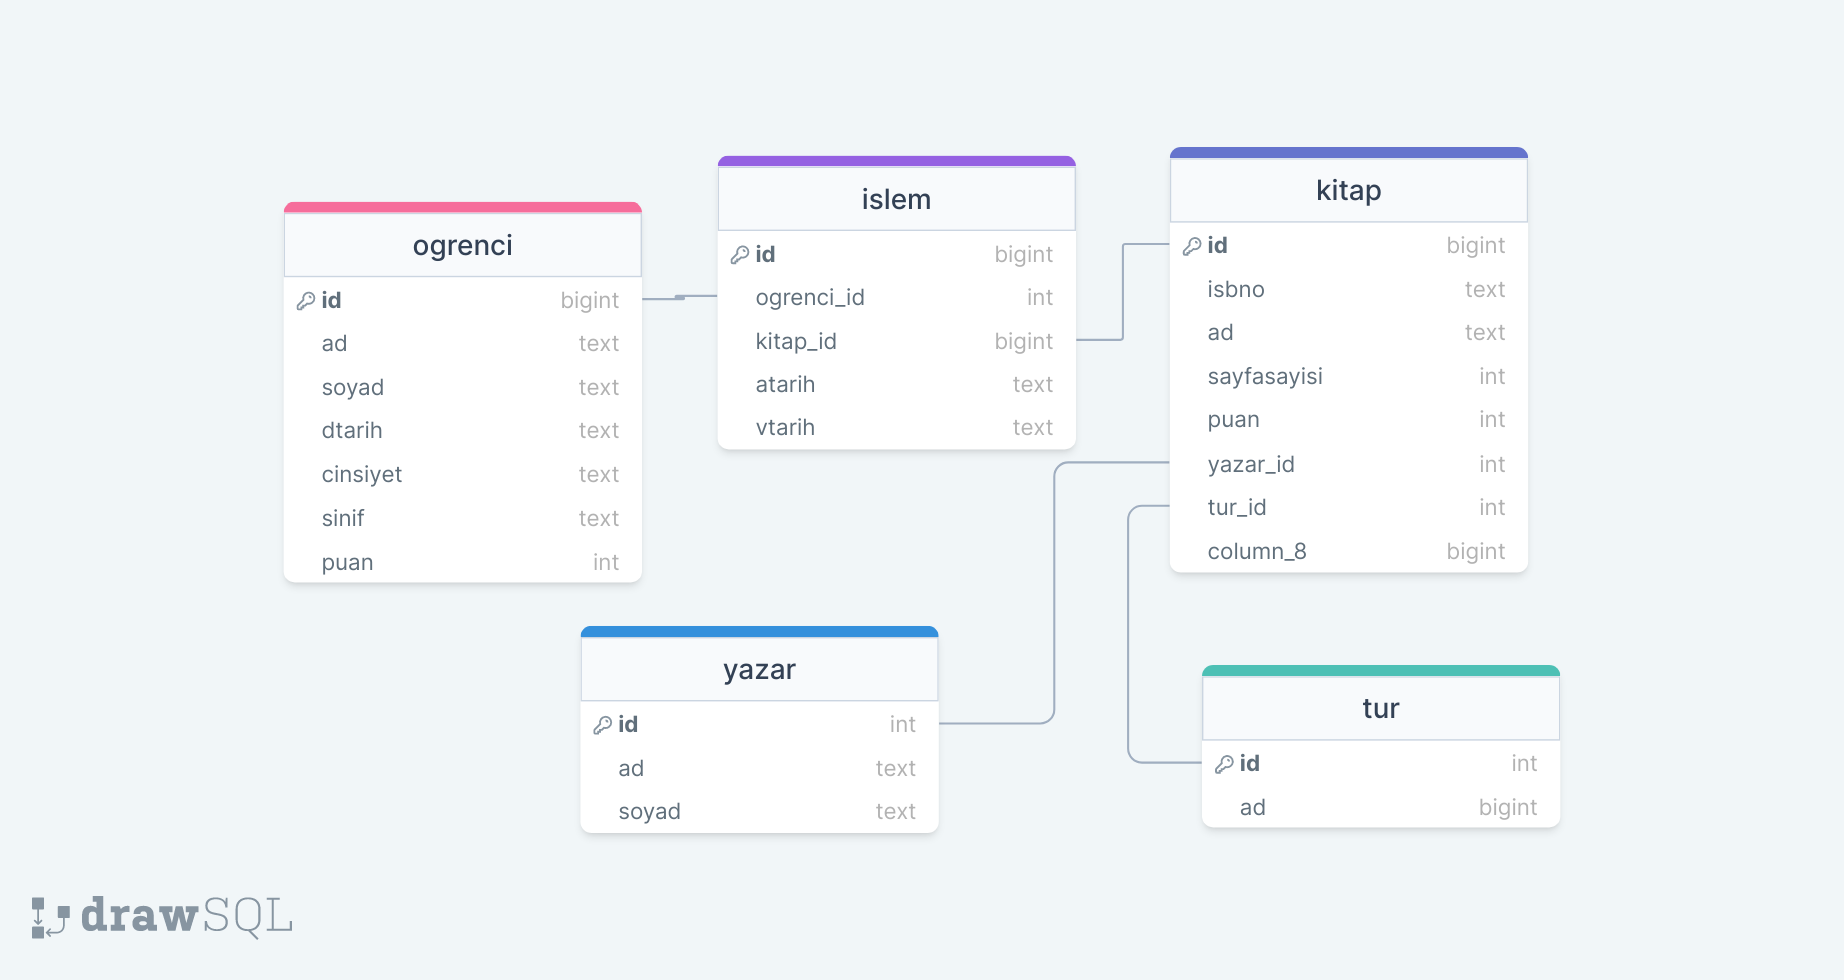 ogrenci
id bigint
ad text
soyad text
dtarih text
cinsiyet text
sinif text
puan int
islem
id bigint
ogrenci_id int
kitap_id bigint
atarih text
vtarih text
kitap
id bigint
isbno text
ad text
sayfasayisi int
puan int
yazar_id int
tur_id int
column_8 bigint
yazar
id int
ad text
soyad text
tur
id int
ad bigint
drawSQL